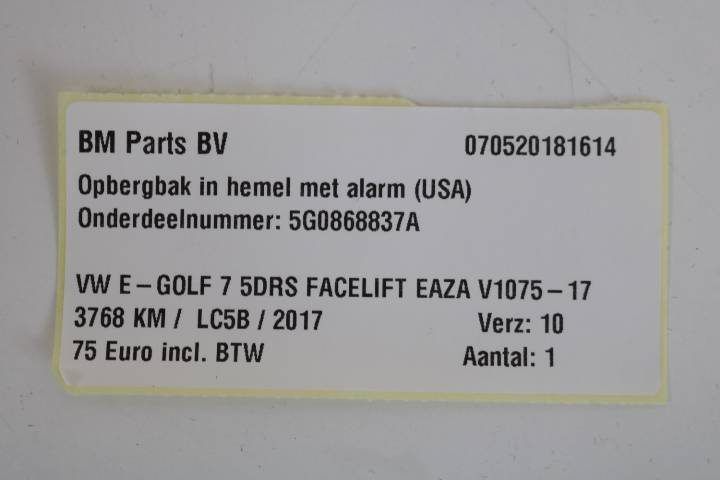 BM Parts BV 070520181614
Opbergbak in hemel met alarm (USA)
Onderdeelnummer: 5G0868837A
VW E-GOLF 7 5DRS FACELIFT EAZA V1075-17
3768 KM / LC5B / 2017 Verz: 10
75 Euro incl. BTW Aantal: 1